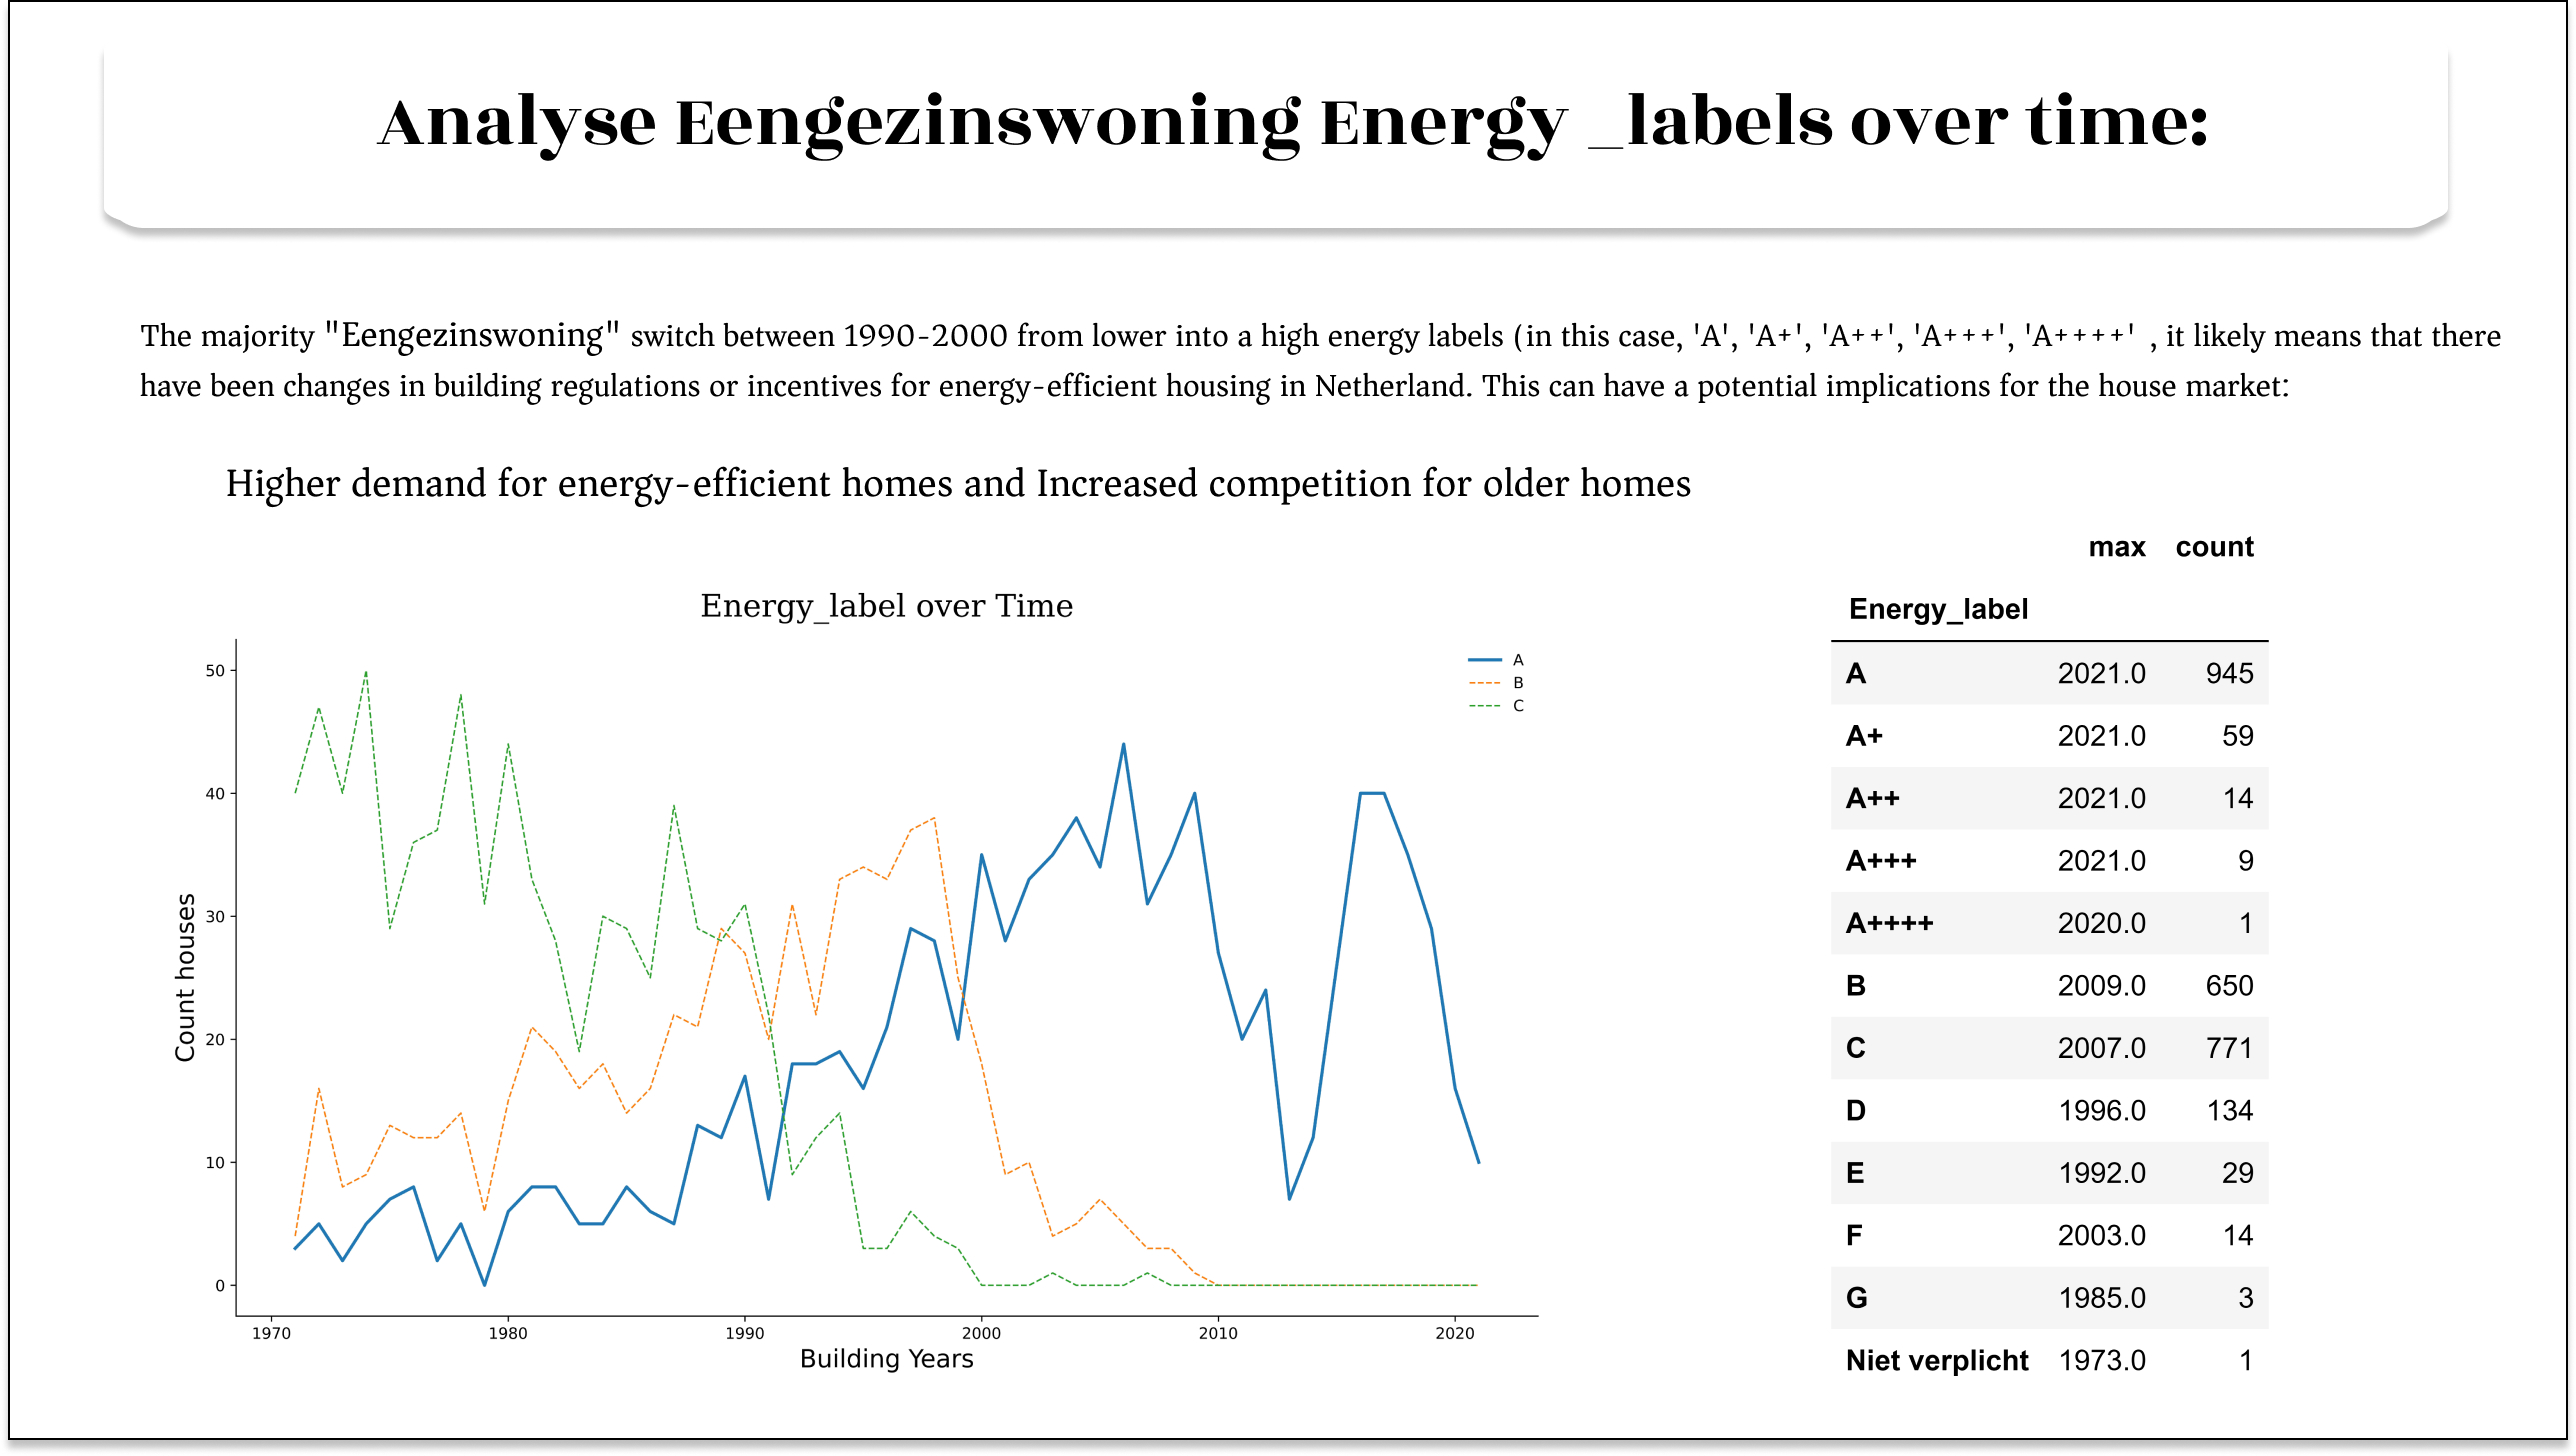 Analyse Eengezinswoning Energy _labels over time:
The majority "Eengezinswoning" switch between 1990-2000 from lower into a high energy labels (in this case, 'A', 'A+', 'A++', 'A+++', 'A++++' , it likely means that there
have been changes in building regulations or incentives for energy-efficient housing in Netherland. This can have a potential implications for the house market:
Higher demand for energy-efficient homes and Increased competition for older homes
Energy_label over Time
A
B
C
Count houses
50
40
30
20
10
0
1970 1980 1990 2000 2010 2020
Building Years
max count
Energy_label
A 2021.0 945
A+ 2021.0 59
A++ 2021.0 14
A+++ 2021.0 9
A++++ 2020.0 1
B 2009.0 650
C 2007.0 771
D 1996.0 134
E 1992.0 29
F 2003.0 14
G 1985.0 3
Niet verplicht 1973.0 1